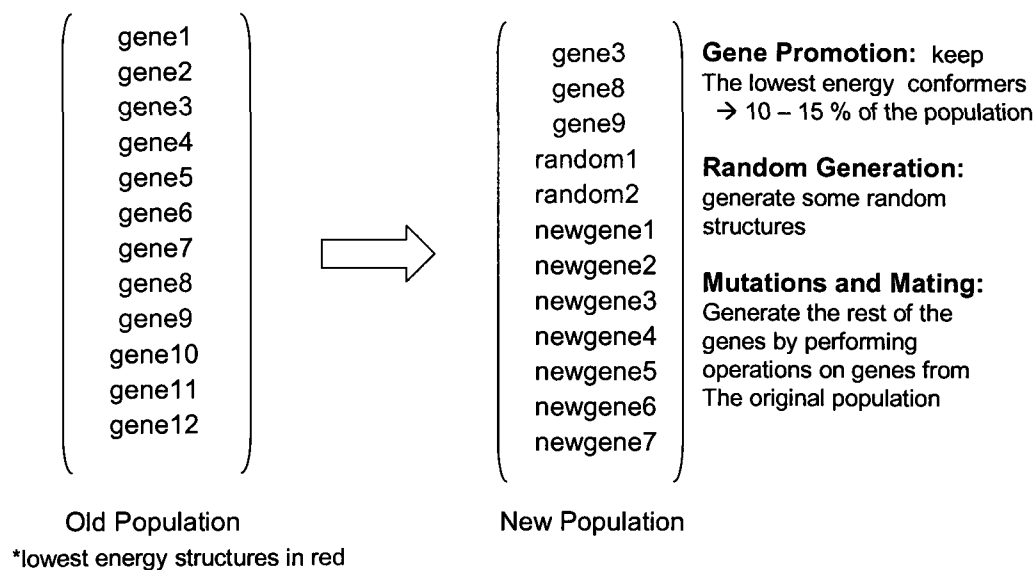 gene1
gene2
gene3
gene4
gene5
gene6
gene7
gene8
gene9
gene10
gene11
gene12
Old Population
*lowest energy structures in red
gene3
gene8
gene9
random1
random2
newgene1
newgene2
newgene3
newgene4
newgene5
newgene6
newgene7
New Population
Gene Promotion: keep
The lowest energy conformers
→ 10 – 15 % of the population
Random Generation:
generate some random
structures
Mutations and Mating:
Generate the rest of the
genes by performing
operations on genes from
The original population